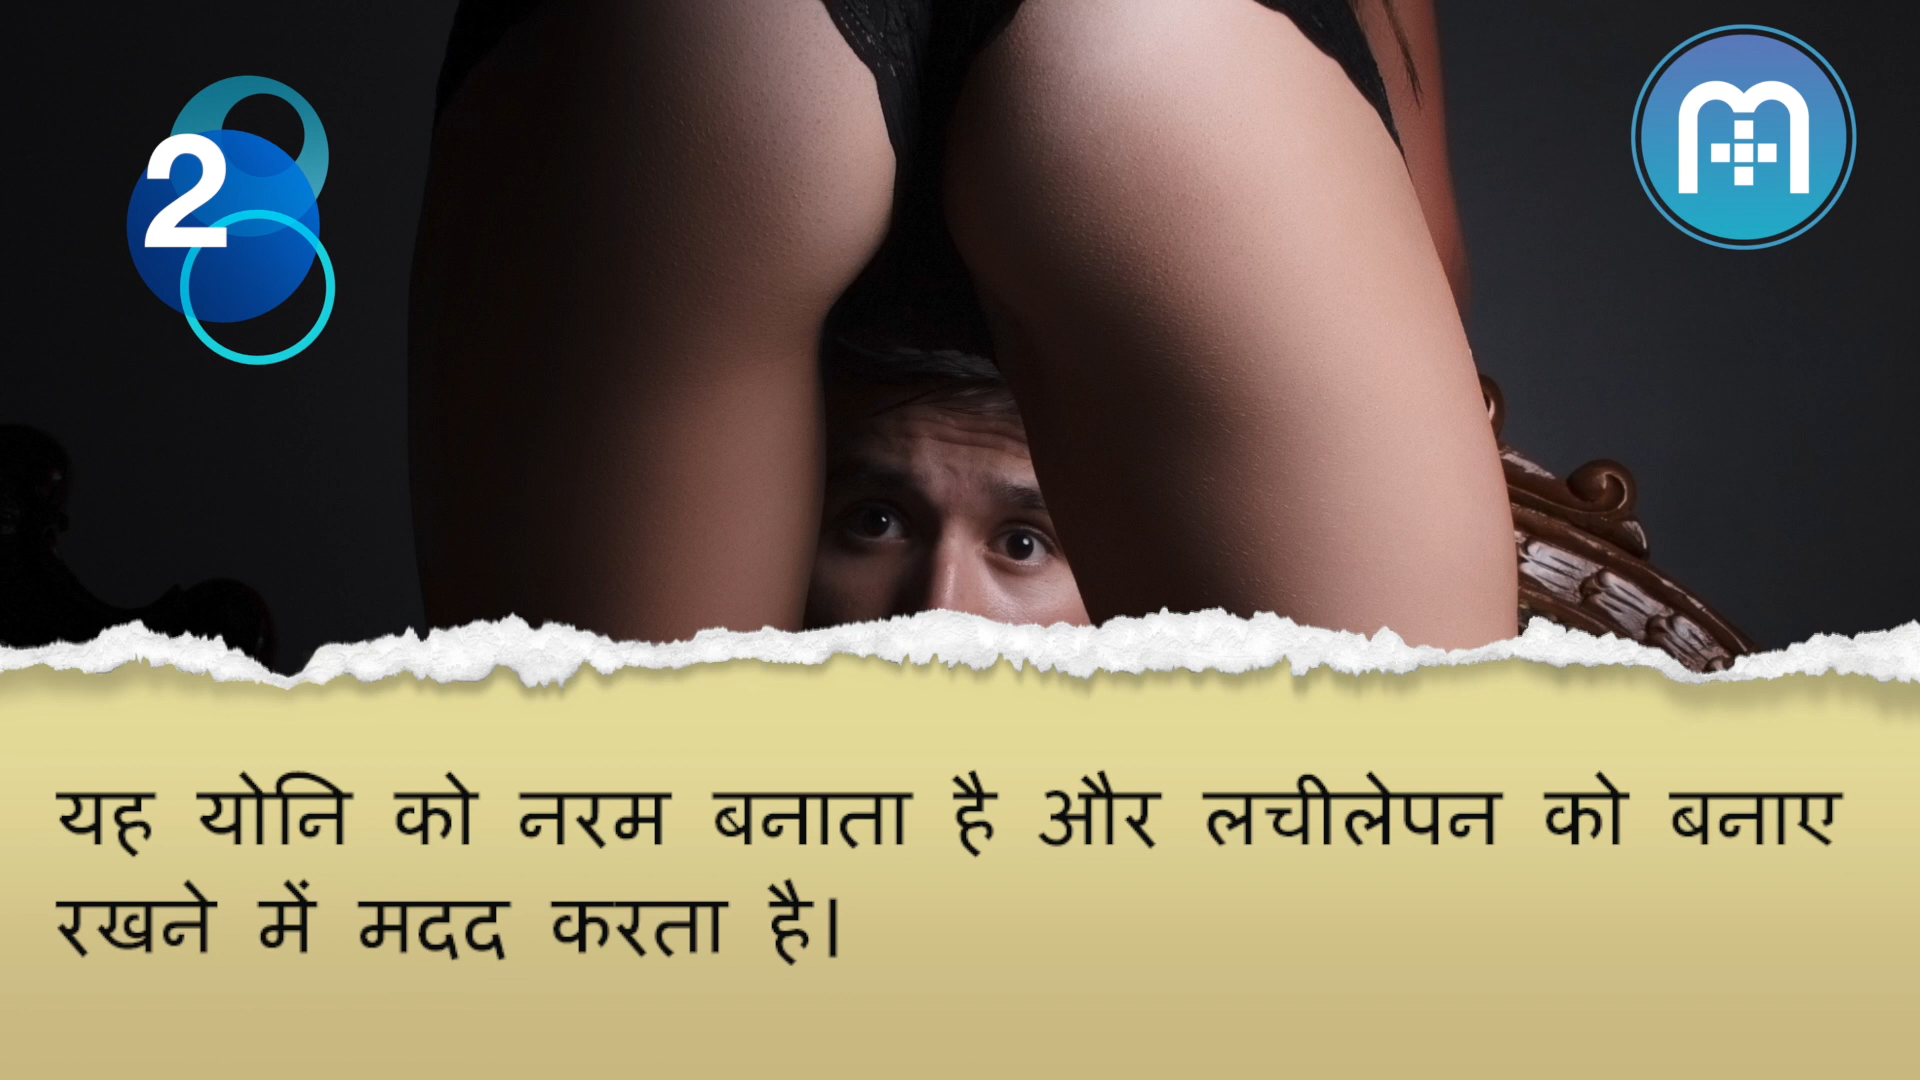 2
m
यह योनि को नरम बनाता है और लचीलेपन को बनाए
रखने में मदद करता है।